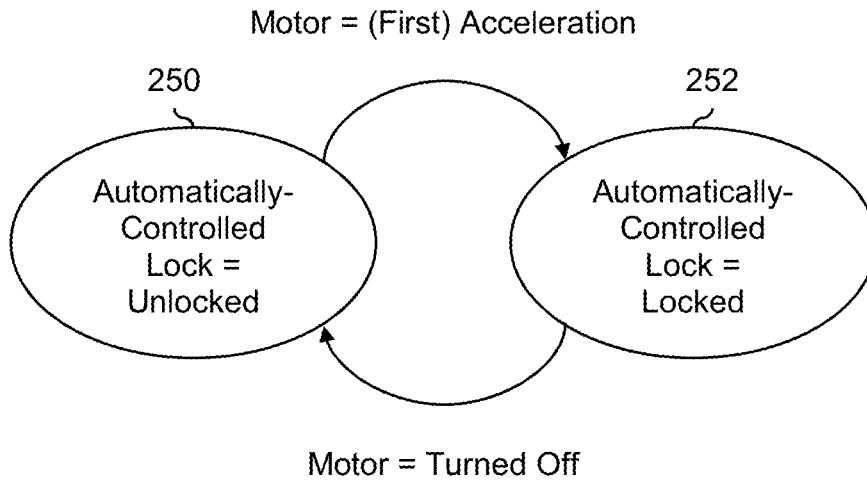 Motor = (First) Acceleration
250
252
Automatically-
Controlled
Lock =
Unlocked
Automatically-
Controlled
Lock =
Locked
Motor = Turned Off